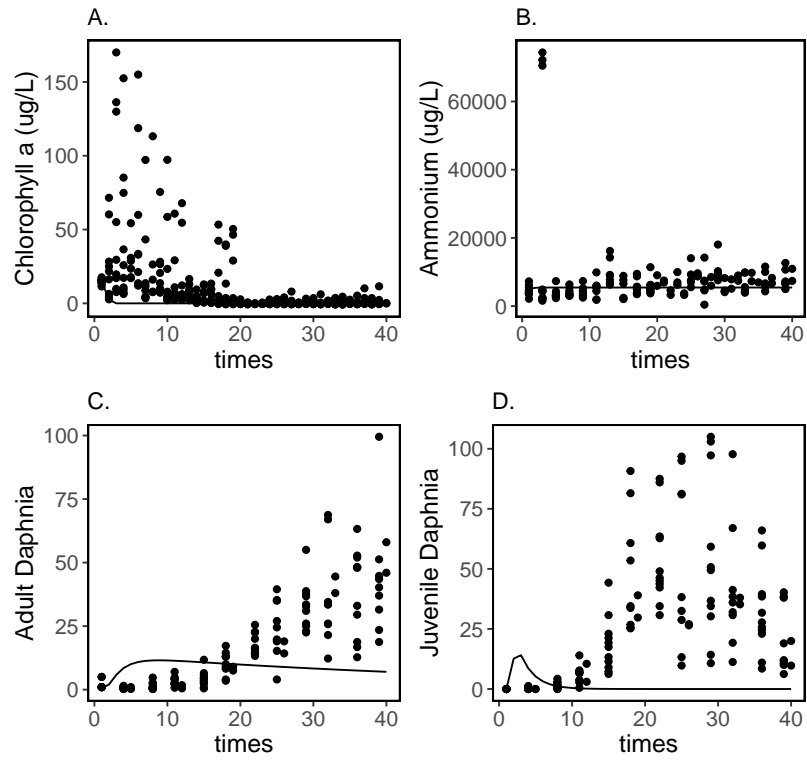 A.
Chlorophyll a (ug/L)
150
100
50
0
0 10 20 30 40
times
B.
Ammonium (ug/L)
60000
40000
20000
0
0 10 20 30 40
times
C.
Adult Daphnia
100
75
50
25
0
0 10 20 30 40
times
D.
Juvenile Daphnia
100
75
50
25
0
0 10 20 30 40
times